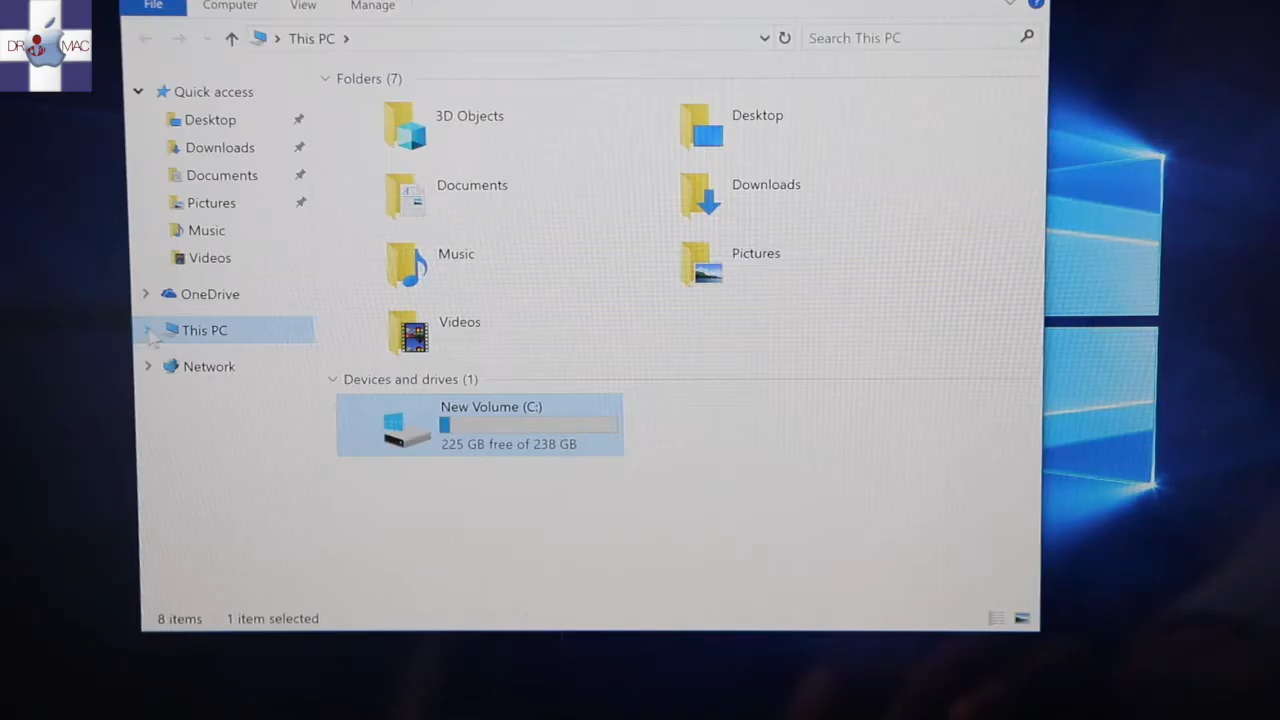 DR MAC
File Computer View Manage
This PC
Search This PC
Quick access
Desktop
Downloads
Documents
Pictures
Music
Videos
OneDrive
This PC
Network
Folders (7)
3D Objects
Desktop
Documents
Downloads
Music
Pictures
Videos
Devices and drives (1)
New Volume (C:)
225 GB free of 238 GB
8 items 1 item selected